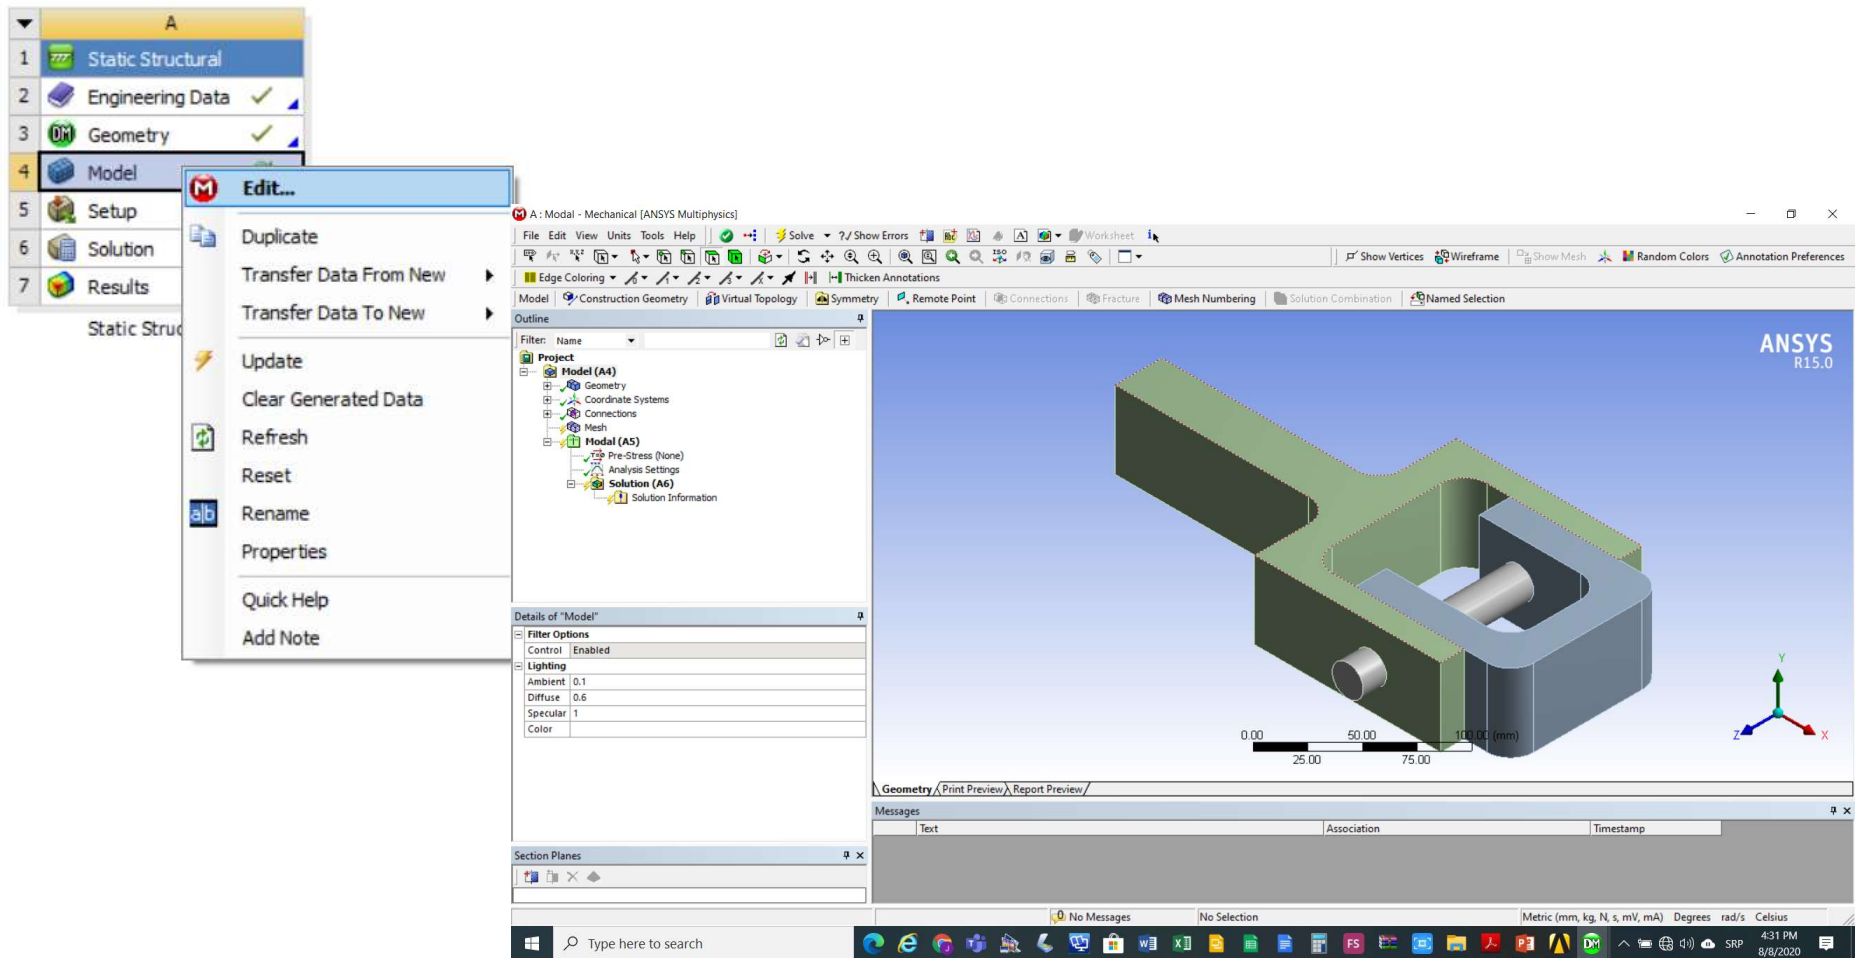 A
1 Static Structural
2 Engineering Data
3 Geometry
4 Model
5 Setup
6 Solution
7 Results
Static Struc
Edit...
Duplicate
Transfer Data From New
Transfer Data To New
Update
Clear Generated Data
Refresh
Reset
a|b Rename
Properties
Quick Help
Add Note
A : Modal - Mechanical [ANSYS Multiphysics]
File Edit View Units Tools Help Solve ?/ Show Errors Worksheet
Show Vertices Wireframe Show Mesh Random Colors Annotation Preferences
Edge Coloring Thicken Annotations
Model Construction Geometry Virtual Topology Symmetry Remote Point Connections Fracture Mesh Numbering Solution Combination Named Selection
Outline
Filter: Name
Project
Model (A4)
Geometry
Coordinate Systems
Connections
Mesh
Modal (A5)
Pre-Stress (None)
Analysis Settings
Solution (A6)
Solution Information
Details of "Model"
Filter Options
Control Enabled
Lighting
Ambient 0.1
Diffuse 0.6
Specular 1
Color
Section Planes
ANSYS
R15.0
Y
Z X
0.00 50.00 100.00 (mm)
25.00 75.00
Geometry Print Preview Report Preview
Messages
Text Association Timestamp
0 No Messages No Selection Metric (mm, kg, N, s, mV, mA) Degrees rad/s Celsius
Type here to search
FS
DM
SRP
4:31 PM
8/8/2020